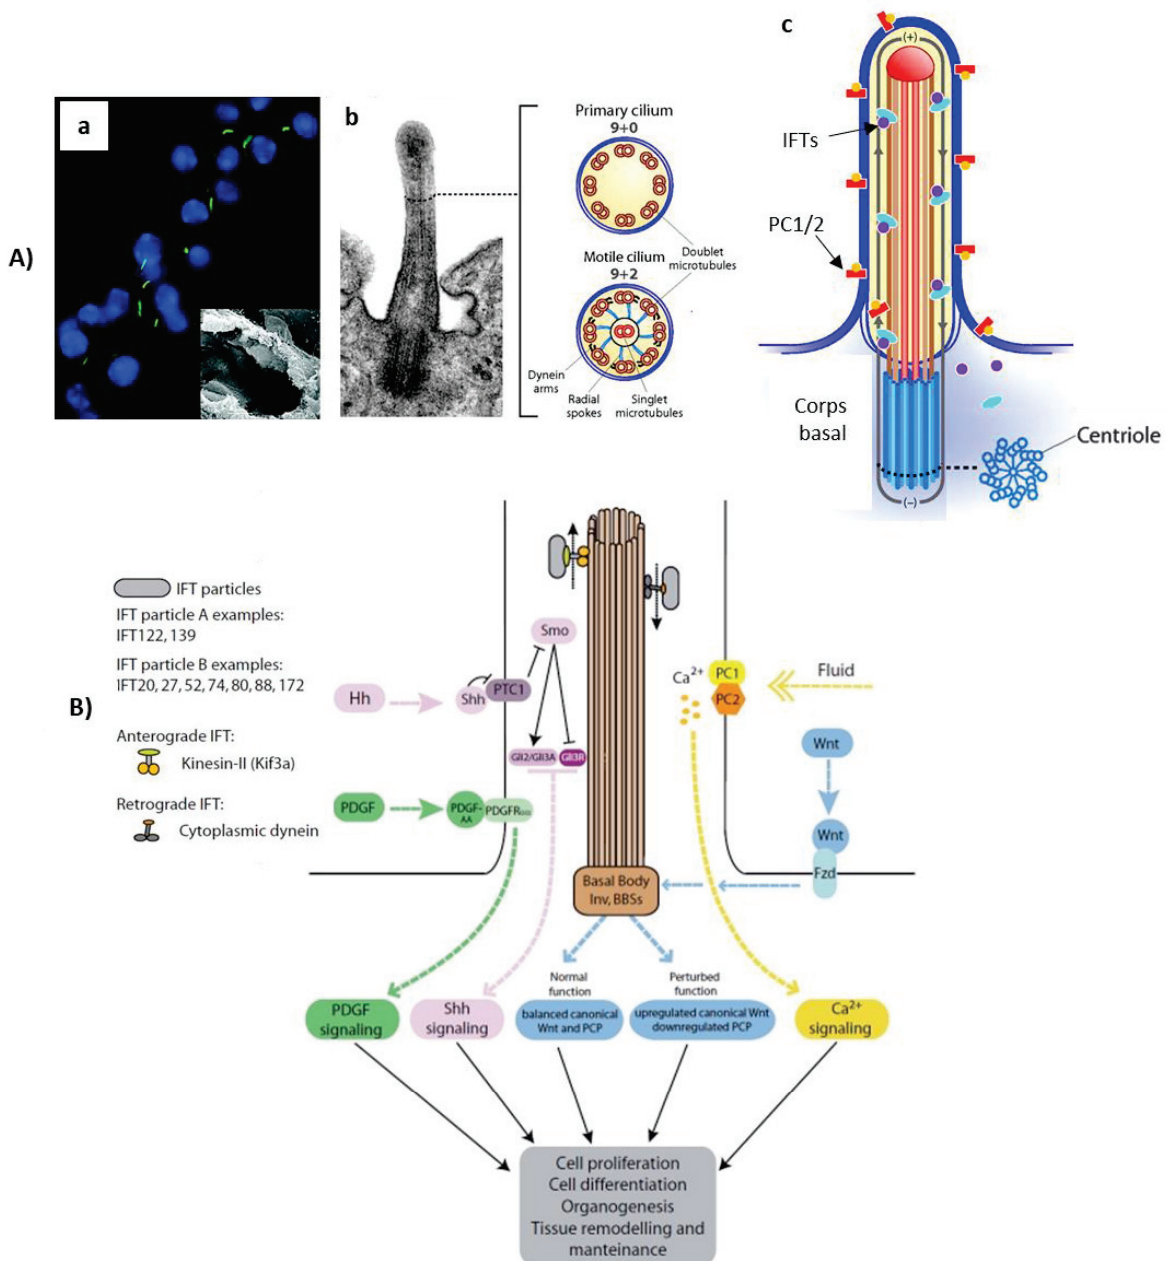 A)
a
b
Primary cilium
9+0
Doublet
microtubules
Motile cilium
9+2
Dynein
arms
Radial
spokes
Singlet
microtubules
c
(+)
IFTs
PC1/2
Corps
basal
Centriole
(–)
B)
IFT particles
IFT particle A examples:
IFT122, 139
IFT particle B examples:
IFT20, 27, 52, 74, 80, 88, 172
Anterograde IFT:
Kinesin-II (Kif3a)
Retrograde IFT:
Cytoplasmic dynein
Smo
Hh
Shh
PTC1
Gli2/Gli3A
Gli3R
PDGF
PDGF-
AA
Ca2+
PC1
PC2
Fluid
Wnt
Wnt
Fzd
Basal Body
Inv, BBSs
Normal
function
Perturbed
function
PDGF
signaling
Shh
signaling
balanced canonical
Wnt and PCP
upregulated canonical Wnt
downregulated PCP
Ca2+
signaling
Cell proliferation
Cell differentiation
Organogenesis
Tissue remodelling and
manteinance